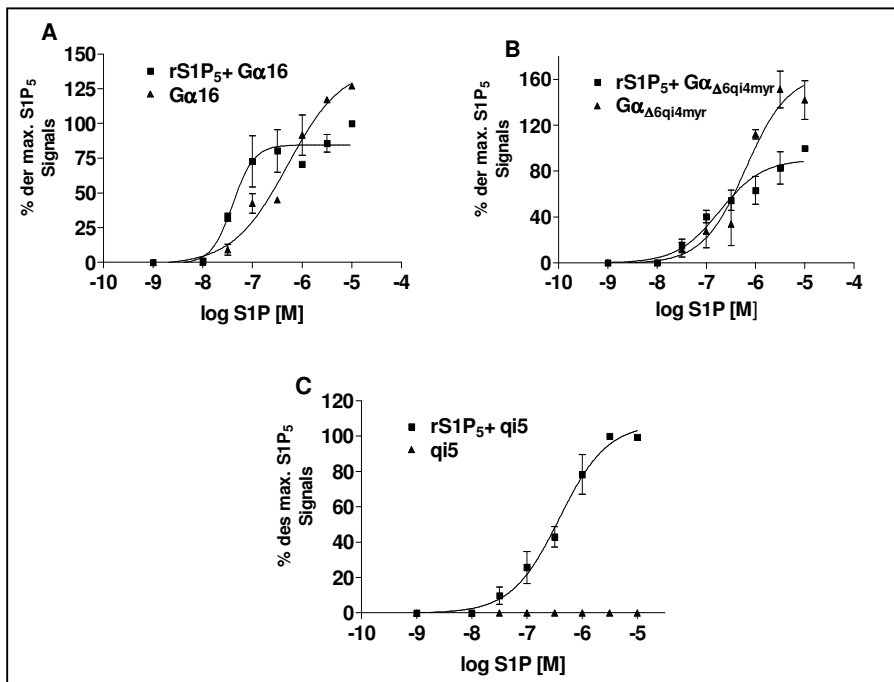 A
rS1P5+ Gα16
Gα16
% der max. S1P5
Signals
150
125
100
75
50
25
0
-10 -9 -8 -7 -6 -5 -4
log S1P [M]
B
rS1P5+ GαΔ6qi4myr
GαΔ6qi4myr
% der max. S1P5
Signals
160
120
80
40
0
-10 -9 -8 -7 -6 -5 -4
log S1P [M]
C
rS1P5+ qi5
qi5
% des max. S1P5
Signals
120
100
80
60
40
20
0
-10 -9 -8 -7 -6 -5
log S1P [M]